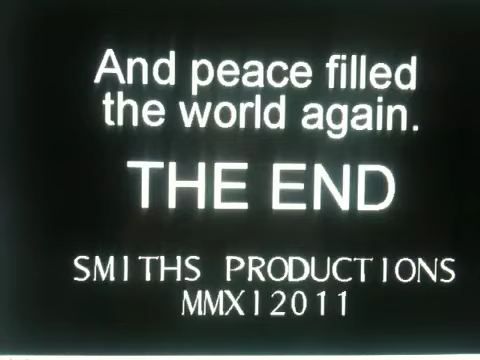 And peace filled
the world again.
THE END
SMITHS PRODUCTIONS
MMXI2011